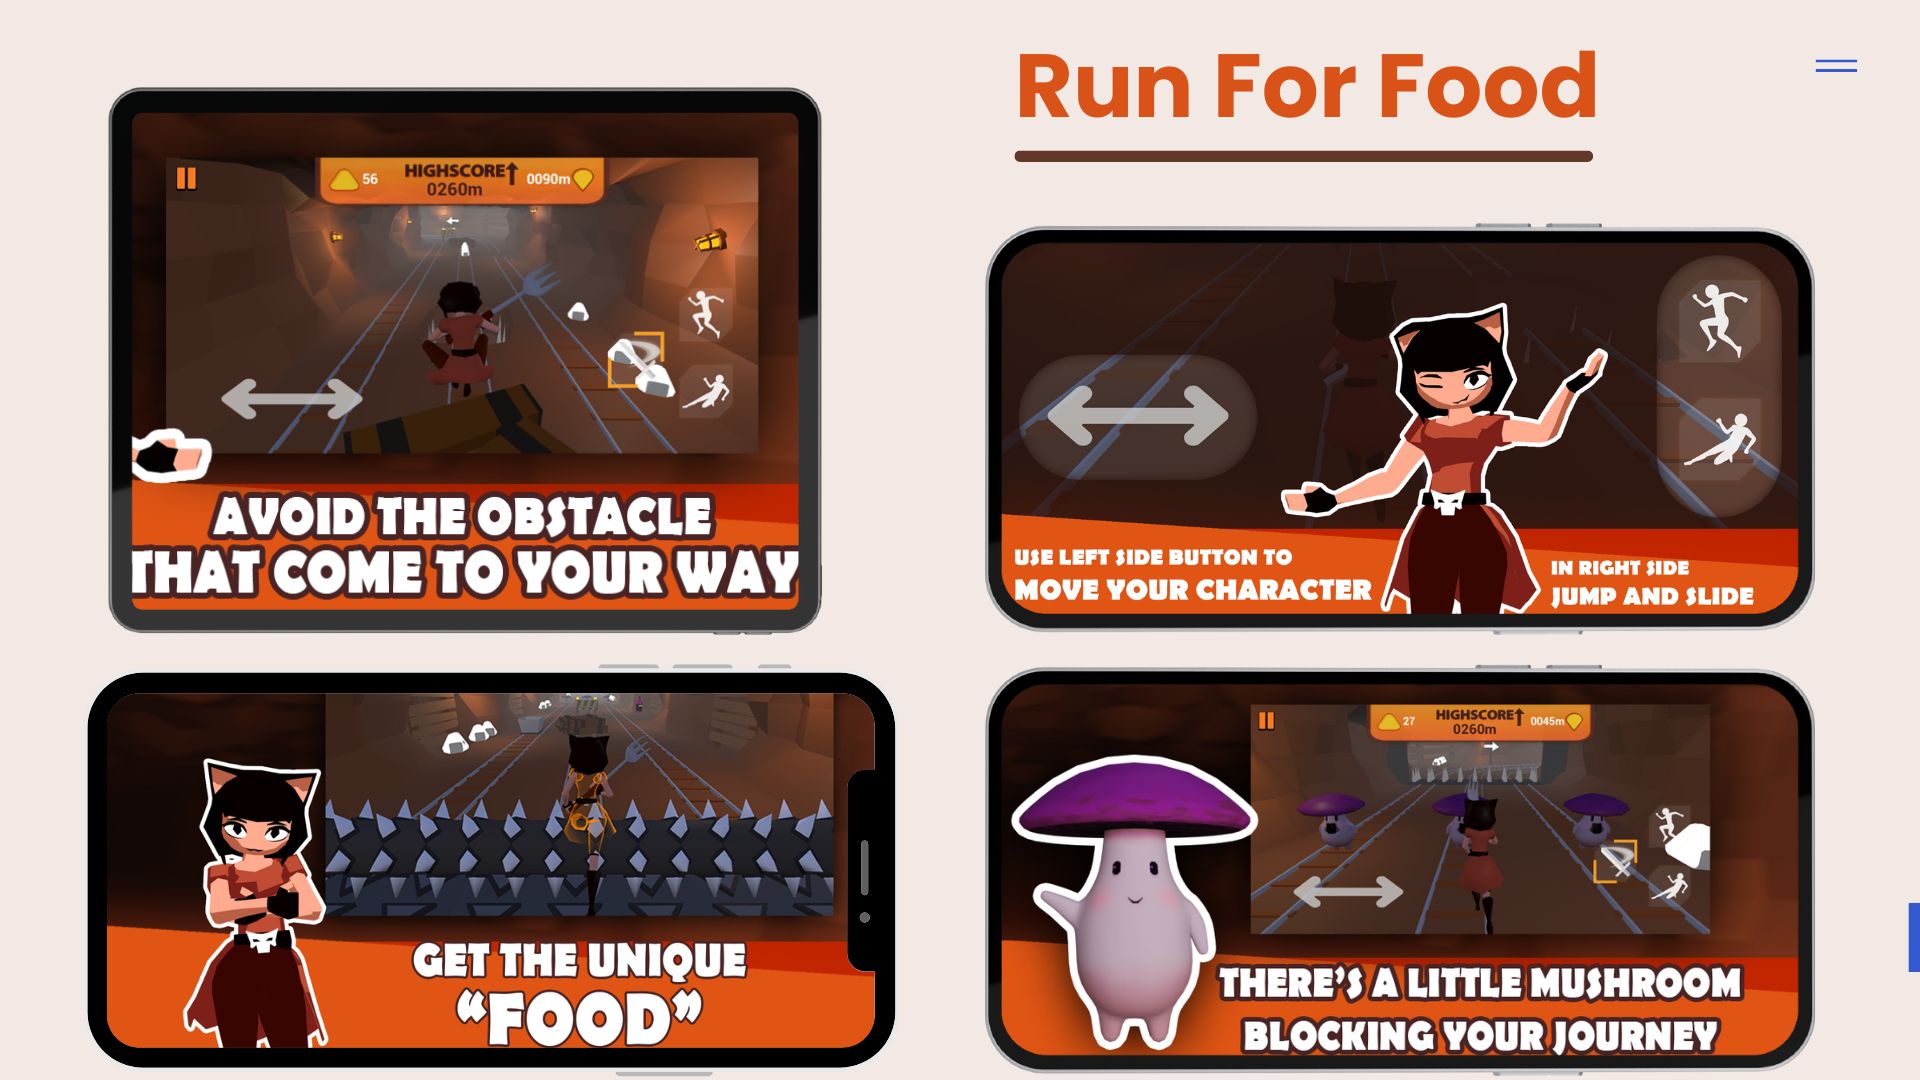 Run For Food
56
HIGHSCORE
0260m
0090m
AVOID THE OBSTACLE
THAT COME TO YOUR WAY
USE LEFT SIDE BUTTON TO
MOVE YOUR CHARACTER
IN RIGHT SIDE
JUMP AND SLIDE
GET THE UNIQUE
“FOOD”
27
HIGHSCORE
0260m
0045m
THERE'S A LITTLE MUSHROOM
BLOCKING YOUR JOURNEY